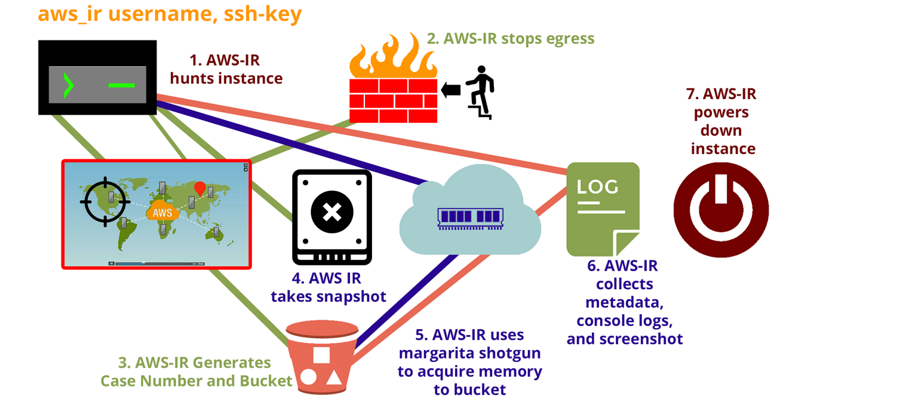 aws_ir username, ssh-key
1. AWS-IR
hunts instance
2. AWS-IR stops egress
7. AWS-IR
powers
down
instance
AWS
LOG
4. AWS IR
takes snapshot
6. AWS-IR
collects
metadata,
console logs,
and screenshot
3. AWS-IR Generates
Case Number and Bucket
5. AWS-IR uses
margarita shotgun
to acquire memory
to bucket